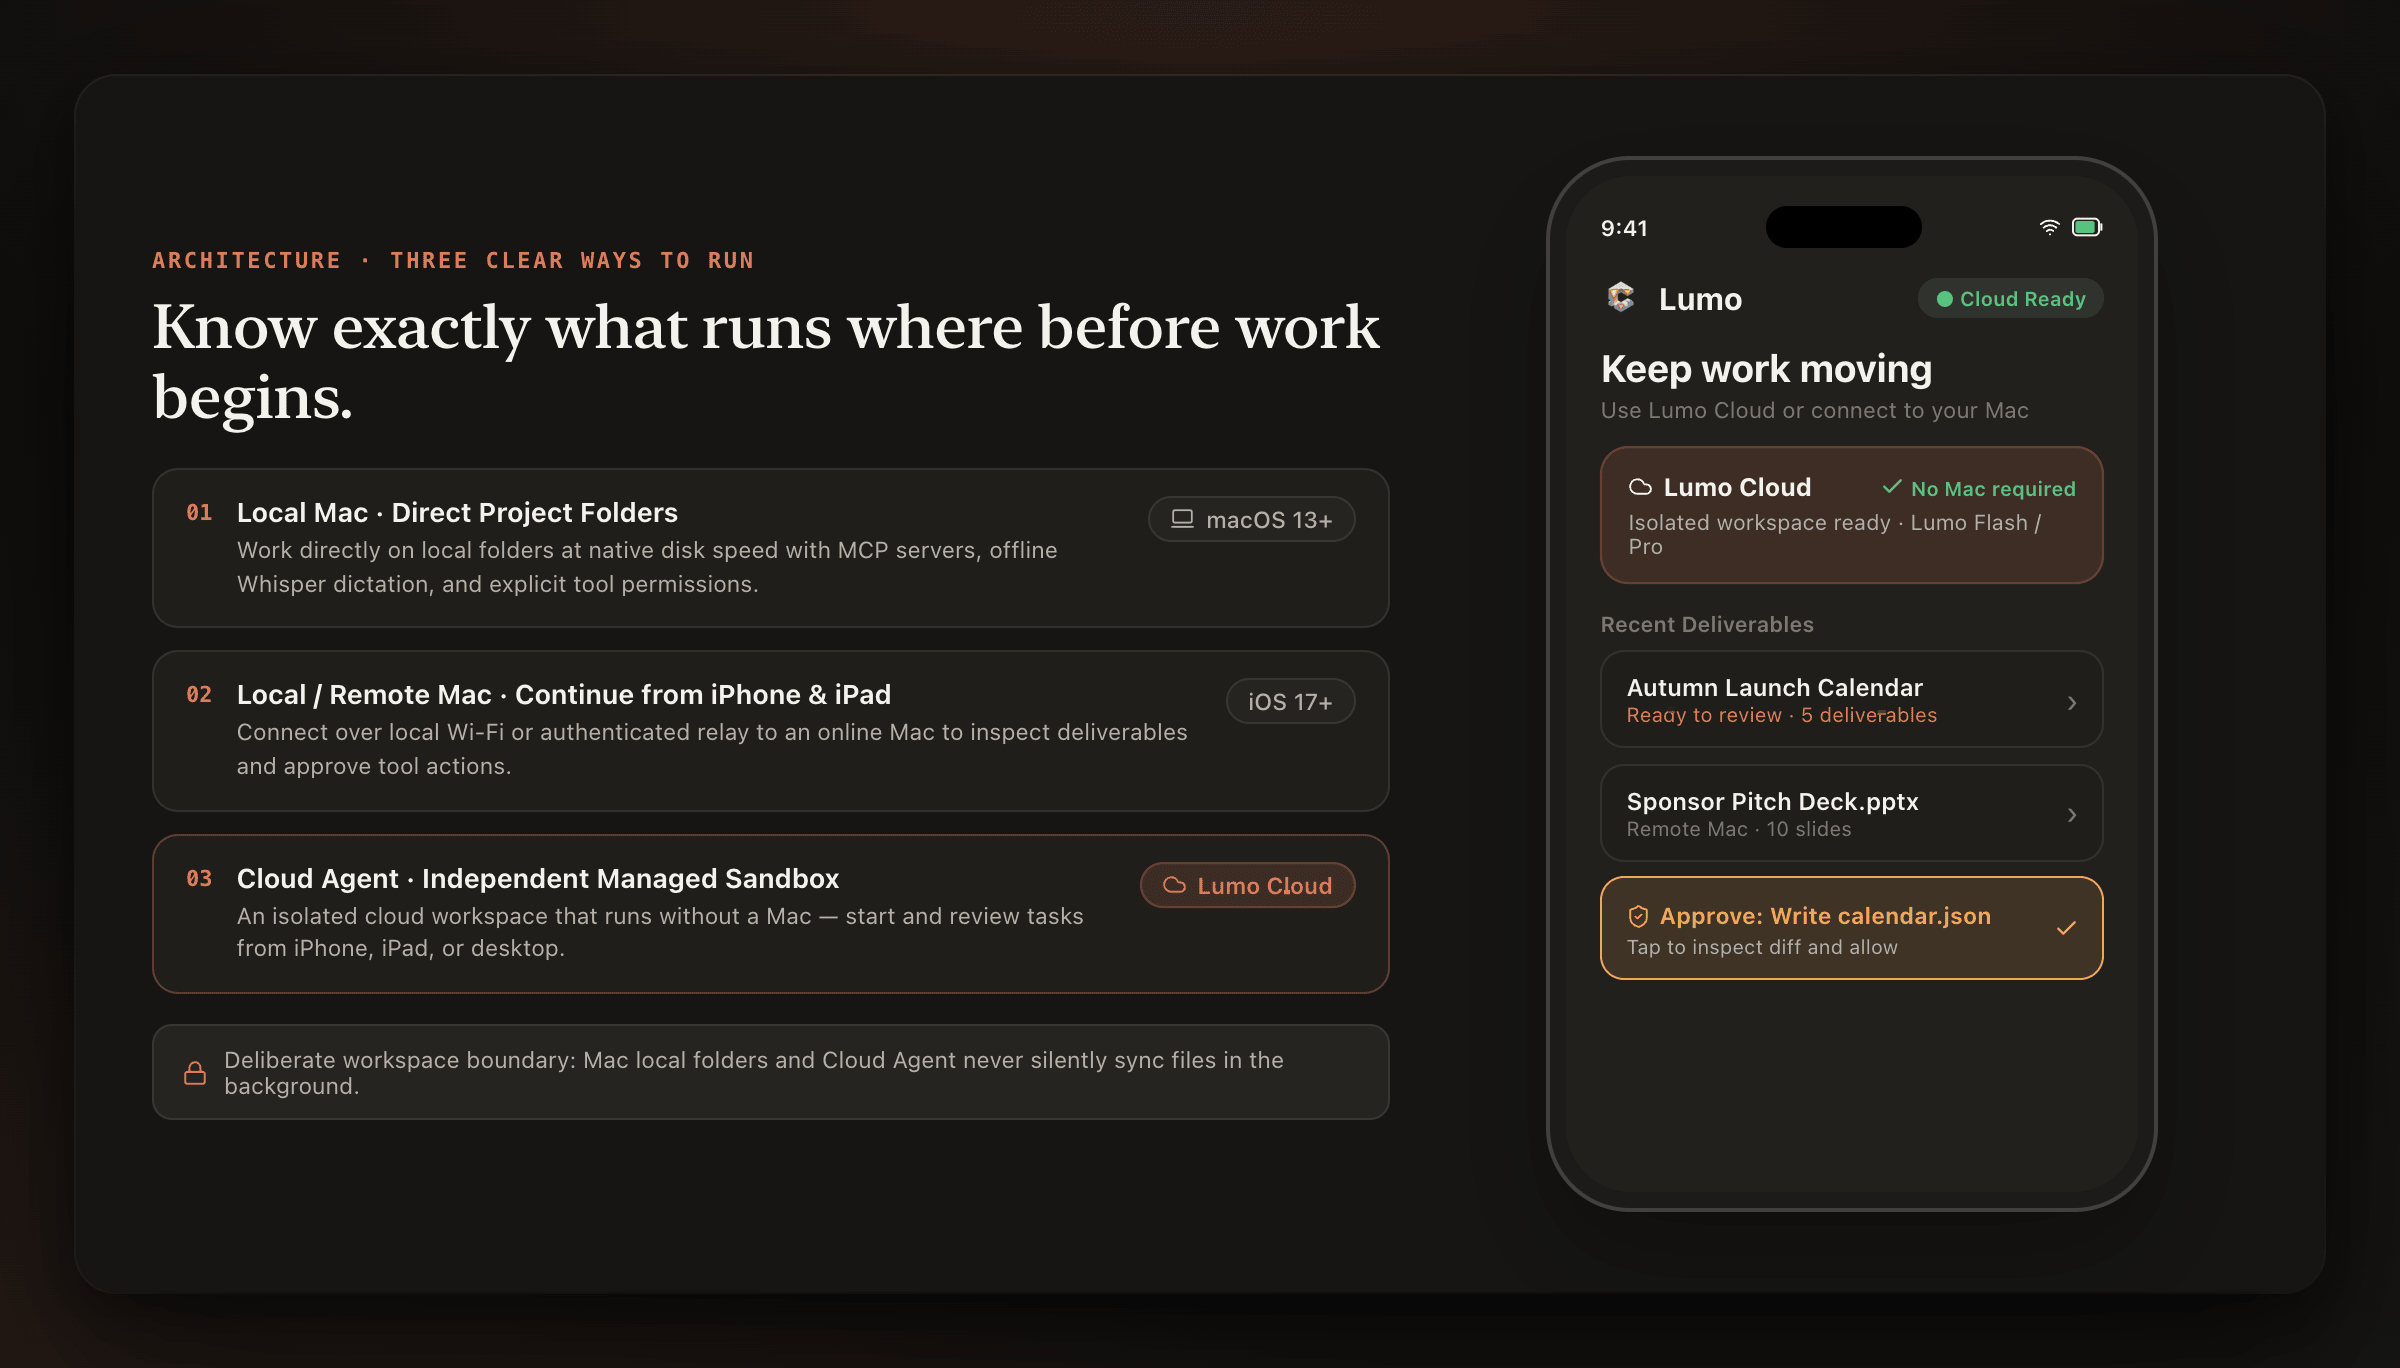 ARCHITECTURE · THREE CLEAR WAYS TO RUN
Know exactly what runs where before work
begins.
01 Local Mac · Direct Project Folders
macOS 13+
Work directly on local folders at native disk speed with MCP servers, offline
Whisper dictation, and explicit tool permissions.
02 Local / Remote Mac · Continue from iPhone & iPad
iOS 17+
Connect over local Wi-Fi or authenticated relay to an online Mac to inspect deliverables
and approve tool actions.
03 Cloud Agent · Independent Managed Sandbox
Lumo Cloud
An isolated cloud workspace that runs without a Mac — start and review tasks
from iPhone, iPad, or desktop.
Deliberate workspace boundary: Mac local folders and Cloud Agent never silently sync files in the
background.
9:41
Lumo
Cloud Ready
Keep work moving
Use Lumo Cloud or connect to your Mac
Lumo Cloud
No Mac required
Isolated workspace ready · Lumo Flash /
Pro
Recent Deliverables
Autumn Launch Calendar
Ready to review · 5 deliverables
Sponsor Pitch Deck.pptx
Remote Mac · 10 slides
Approve: Write calendar.json
Tap to inspect diff and allow